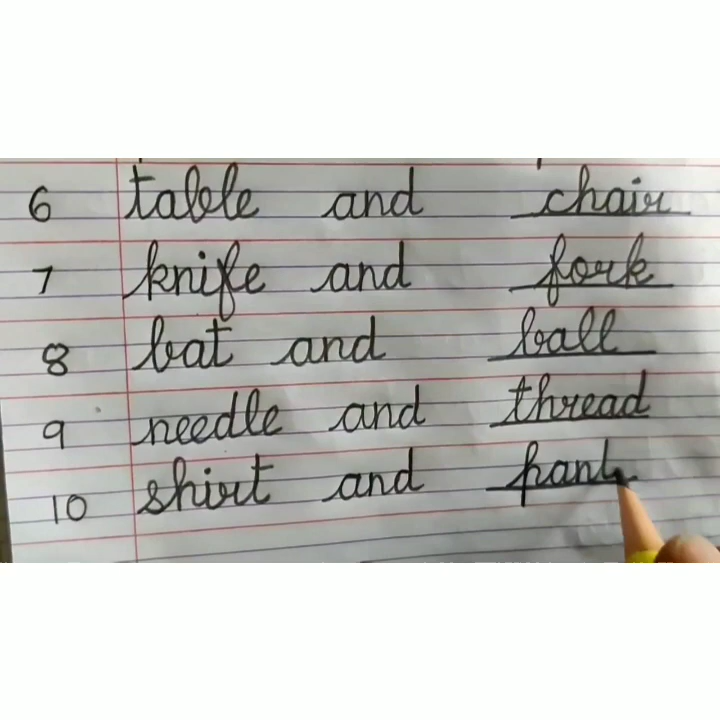 6 table and chair
7 knife and fork
8 bat and ball
9 needle and thread
10 shirt and pant